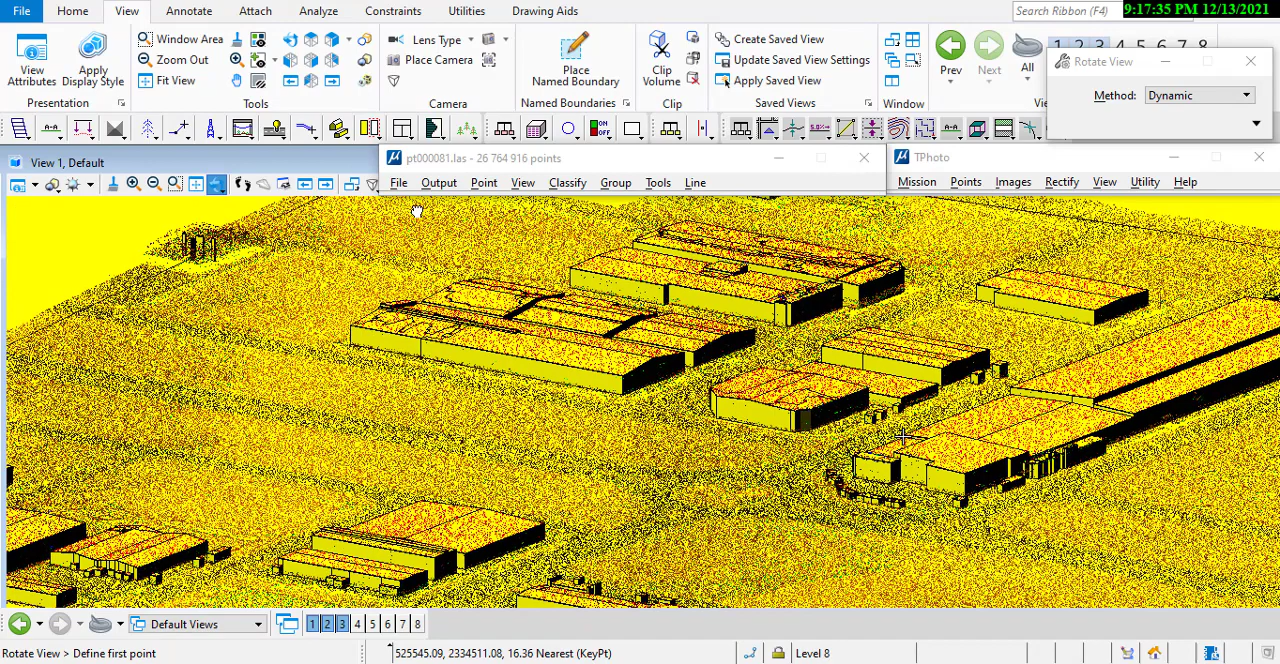 File Home View Annotate Attach Analyze Constraints Utilities Drawing Aids Search Ribbon (F4) 9:17:35 PM 12/13/2021
View Attributes
Apply Display Style
Presentation
Window Area
Zoom Out
Fit View
Tools
Lens Type
Place Camera
Camera
Place Named Boundary
Named Boundaries
Clip Volume
Clip
Create Saved View
Update Saved View Settings
Apply Saved View
Saved Views
Window
Prev Next All
1 2 3 4 5 6 7 8
Rotate View
Method: Dynamic
ON OFF
View 1, Default
pt000081.las - 26 764 916 points
File Output Point View Classify Group Tools Line
TPhoto
Mission Points Images Rectify View Utility Help
Default Views 1 2 3 4 5 6 7 8
Rotate View > Define first point 525545.09, 2334511.08, 16.36 Nearest (KeyPt) Level 8